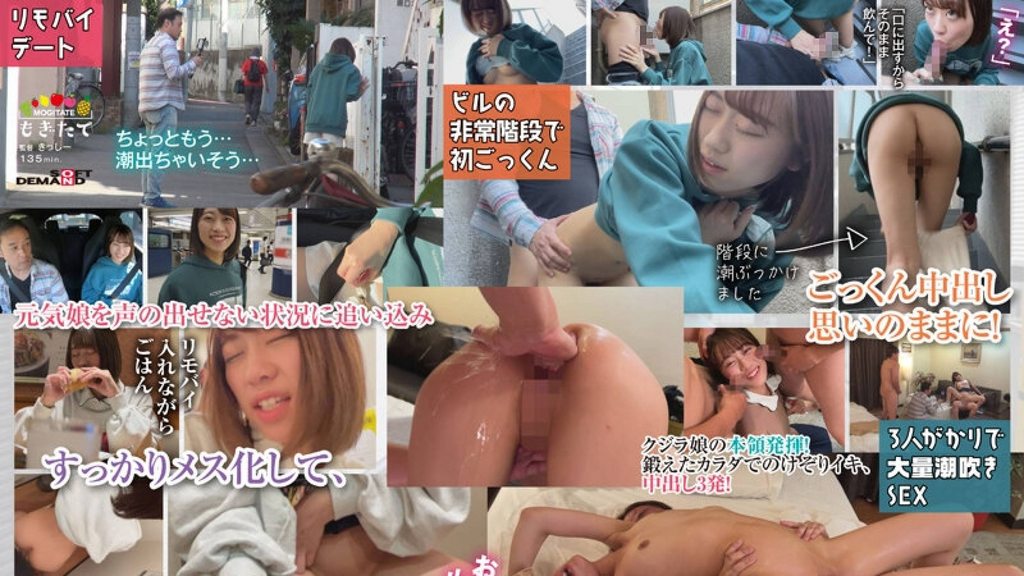 リモバイ
デート
MOGITATE
もぎたて
監督 きっしー
135min.
SOFT
DEMAND
ちょっともう…
潮出ちゃいそう…
「え?」
「口に出すから
そのまま
飲んで!」
ビルの
非常階段で
初ごっくん
階段に
潮ぶっかけ
ました
ごっくん中出し
思いのままに!
元気娘を声の出せない状況に追い込み
リモバイ
入れながら
ごはん
すっかりメス化して、
クジラ娘の本領発揮!
鍛えたカラダでのけぞりイキ、
中出し3発!
3人がかりで
大量潮吹き
SEX